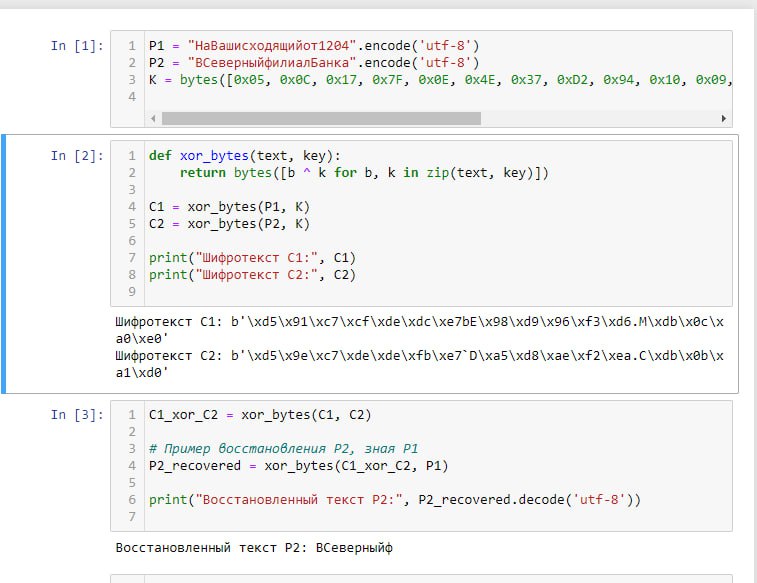 In [1]:
1 P1 = "НаВашисходящийот1204".encode('utf-8')
2 P2 = "ВСеверныйфилиалБанка".encode('utf-8')
3 K = bytes([0x05, 0x0C, 0x17, 0x7F, 0x0E, 0x4E, 0x37, 0xD2, 0x94, 0x10, 0x09,
4
In [2]:
1 def xor_bytes(text, key):
2 return bytes([b ^ k for b, k in zip(text, key)])
3
4 C1 = xor_bytes(P1, K)
5 C2 = xor_bytes(P2, K)
6
7 print("Шифротекст C1:", C1)
8 print("Шифротекст C2:", C2)
9
Шифротекст C1: b'\xd5\x91\xc7\xcf\xde\xdc\xe7bE\x98\xd9\x96\xf3\xd6.M\xdb\x0c\x
a0\xe0'
Шифротекст C2: b'\xd5\x9e\xc7\xde\xde\xfb\xe7`D\xa5\xd8\xae\xf2\xea.C\xdb\x0b\x
a1\xd0'
In [3]:
1 C1_xor_C2 = xor_bytes(C1, C2)
2
3 # Пример восстановления P2, зная P1
4 P2_recovered = xor_bytes(C1_xor_C2, P1)
5
6 print("Восстановленный текст P2:", P2_recovered.decode('utf-8'))
7
Восстановленный текст P2: ВСеверныйф